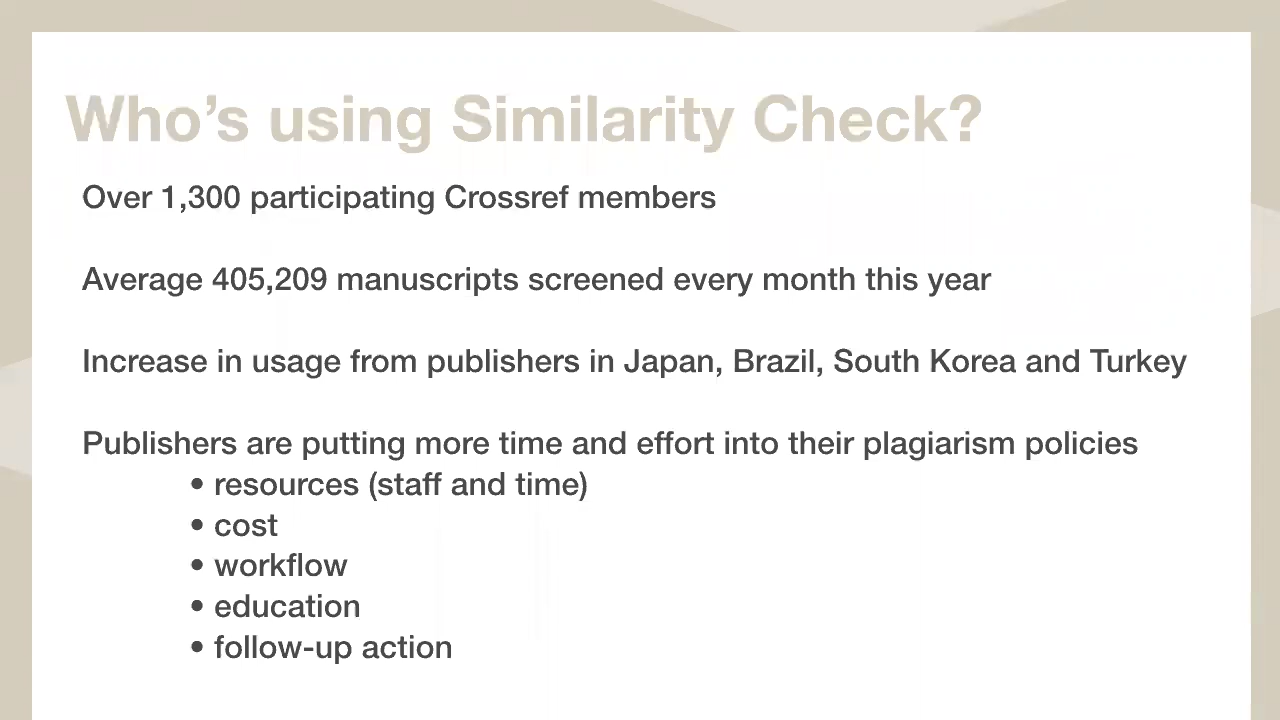 Who’s using Similarity Check?
Over 1,300 participating Crossref members
Average 405,209 manuscripts screened every month this year
Increase in usage from publishers in Japan, Brazil, South Korea and Turkey
Publishers are putting more time and effort into their plagiarism policies
• resources (staff and time)
• cost
• workflow
• education
• follow-up action